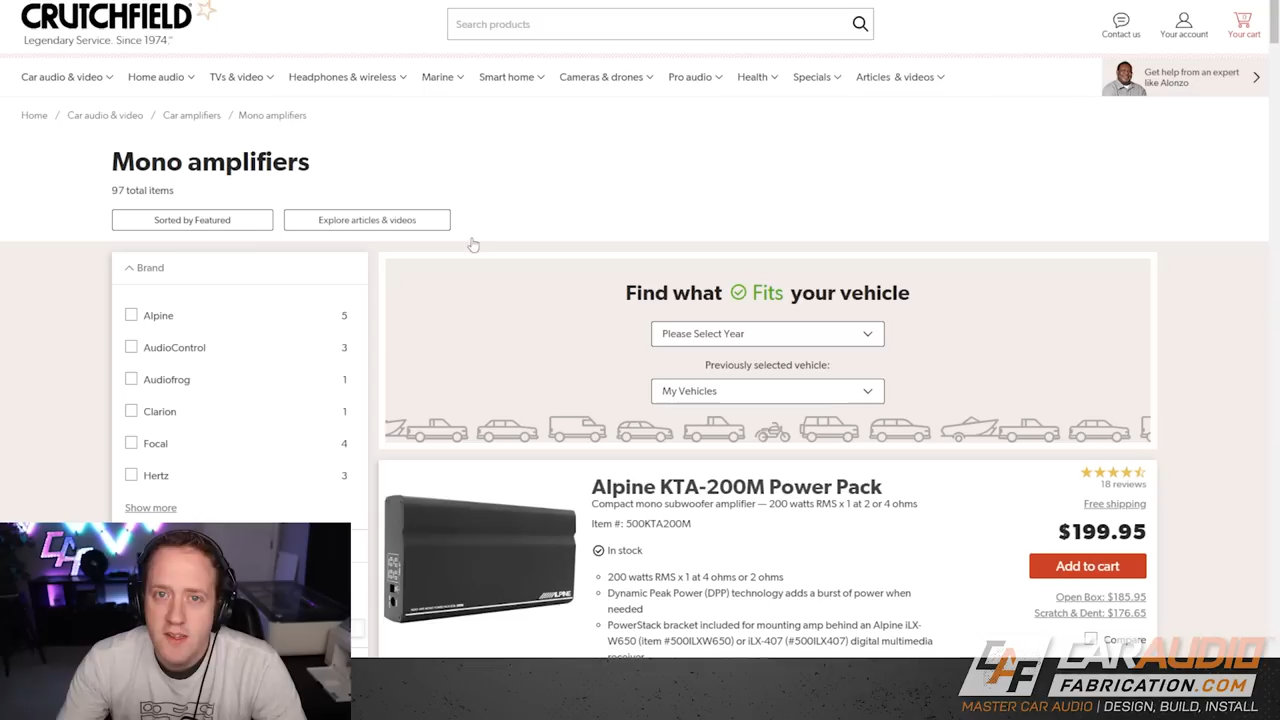 CRUTCHFIELD
Legendary Service. Since 1974.™
Search products
Contact us
Your account
0
Your cart
Car audio & video
Home audio
TVs & video
Headphones & wireless
Marine
Smart home
Cameras & drones
Pro audio
Health
Specials
Articles & videos
Get help from an expert
like Alonzo
Home / Car audio & video / Car amplifiers / Mono amplifiers
Mono amplifiers
97 total items
Sorted by Featured
Explore articles & videos
Brand
Alpine 5
AudioControl 3
Audiofrog 1
Clarion 1
Focal 4
Hertz 3
Show more
Find what Fits your vehicle
Please Select Year
Previously selected vehicle:
My Vehicles
Alpine KTA-200M Power Pack
Compact mono subwoofer amplifier — 200 watts RMS x 1 at 2 or 4 ohms
Item #: 500KTA200M
In stock
200 watts RMS x 1 at 4 ohms or 2 ohms
Dynamic Peak Power (DPP) technology adds a burst of power when
needed
PowerStack bracket included for mounting amp behind an Alpine iLX-
W650 (item #500ILXW650) or iLX-407 (#500ILX407) digital multimedia
receiver
18 reviews
Free shipping
$199.95
Add to cart
Open Box: $185.95
Scratch & Dent: $176.65
Compare
ALPINE
CAF
CAF
CARAUDIO
FABRICATION.COM
MASTER CAR AUDIO | DESIGN, BUILD, INSTALL